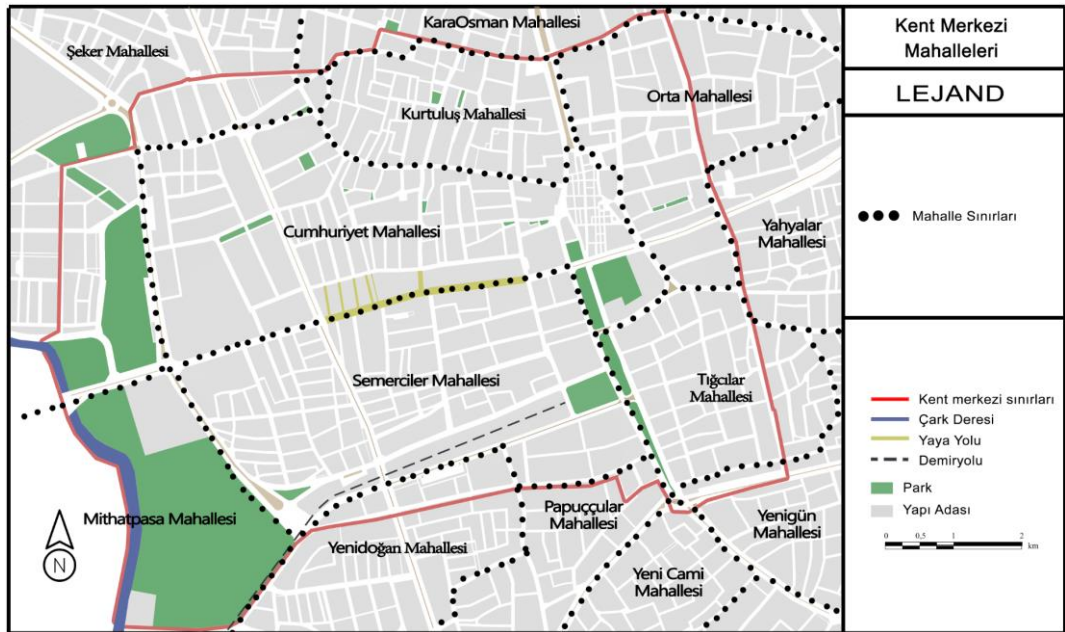 KaraOsman Mahallesi
Şeker Mahallesi
Orta Mahallesi
Kurtuluş Mahallesi
Cumhuriyet Mahallesi
Yahyalar
Mahallesi
Semerciler Mahallesi
Tığcılar
Mahallesi
Mithatpasa Mahallesi
Papuççular
Mahallesi
Yenigün
Mahallesi
Yenidoğan Mahallesi
Yeni Cami
Mahallesi
N
Kent Merkezi
Mahalleleri
LEJAND
Mahalle Sınırları
Kent merkezi sınırları
Çark Deresi
Yaya Yolu
Demiryolu
Park
Yapı Adası
0 0,5 1 2
km